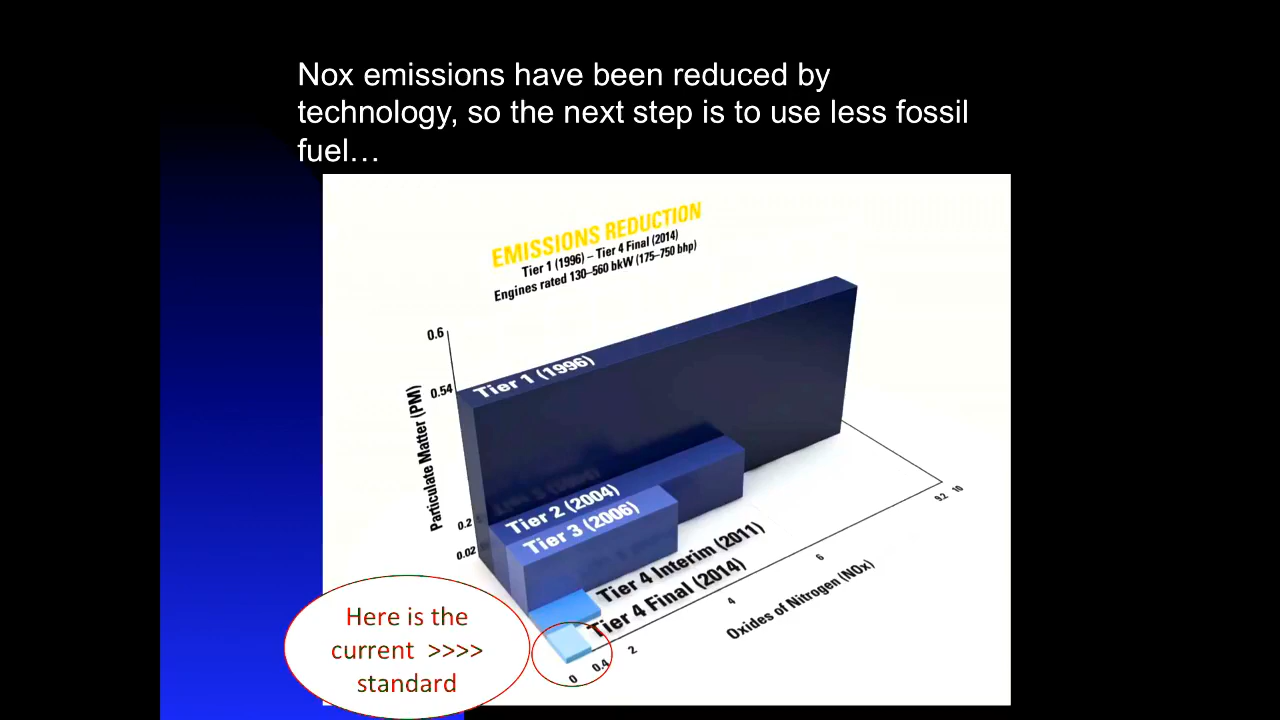 Nox emissions have been reduced by
technology, so the next step is to use less fossil
fuel…
EMISSIONS REDUCTION
Tier 1 (1996) – Tier 4 Final (2014)
Engines rated 130–560 bkW (175–750 bhp)
0.6
0.54
0.2
0.02
Particulate Matter (PM)
Tier 1 (1996)
Tier 2 (2004)
Tier 3 (2006)
Tier 4 Interim (2011)
Tier 4 Final (2014)
0
0.4
2
4
6
9.2
10
Oxides of Nitrogen (NOx)
Here is the
current >>>>
standard